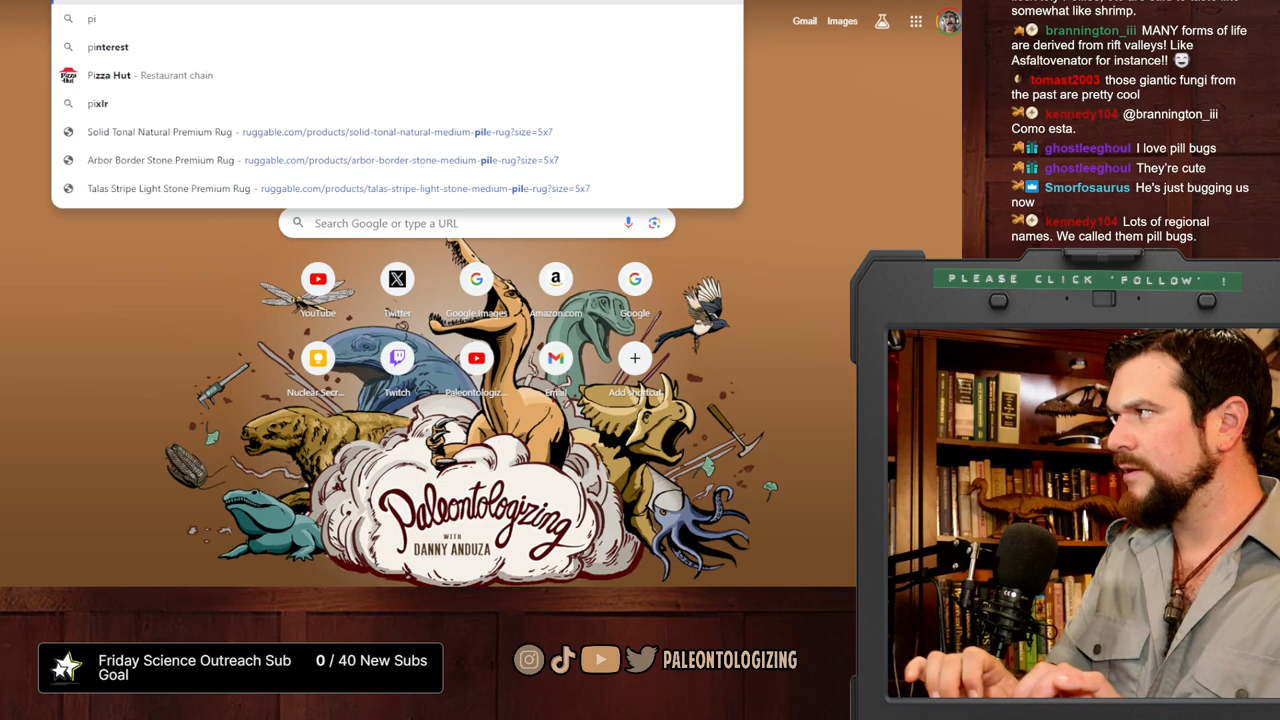 pi
pinterest
Pizza Hut - Restaurant chain
pixlr
Solid Tonal Natural Premium Rug - ruggable.com/products/solid-tonal-natural-medium-pile-rug?size=5x7
Arbor Border Stone Premium Rug - ruggable.com/products/arbor-border-stone-medium-pile-rug?size=5x7
Talas Stripe Light Stone Premium Rug - ruggable.com/products/talas-stripe-light-stone-medium-pile-rug?size=5x7
Gmail Images
Search Google or type a URL
YouTube
Twitter
Google Images
Amazon.com
Google
Nuclear Secr...
Twitch
Paleontologiz...
Email
Add shortcut
Paleontologizing
WITH
DANNY ANDUZA
Friday Science Outreach Sub
Goal
0 / 40 New Subs
PALEONTOLOGIZING
somewhat like shrimp.
brannington_iii MANY forms of life
are derived from rift valleys! Like
Asfaltovenator for instance!!
tomast2003 those giantic fungi from
the past are pretty cool
kennedy104 @brannington_iii
Como esta.
ghostleeghoul I love pill bugs
ghostleeghoul They're cute
Smorfosaurus He's just bugging us
now
kennedy104 Lots of regional
names. We called them pill bugs.
PLEASE CLICK 'FOLLOW' !